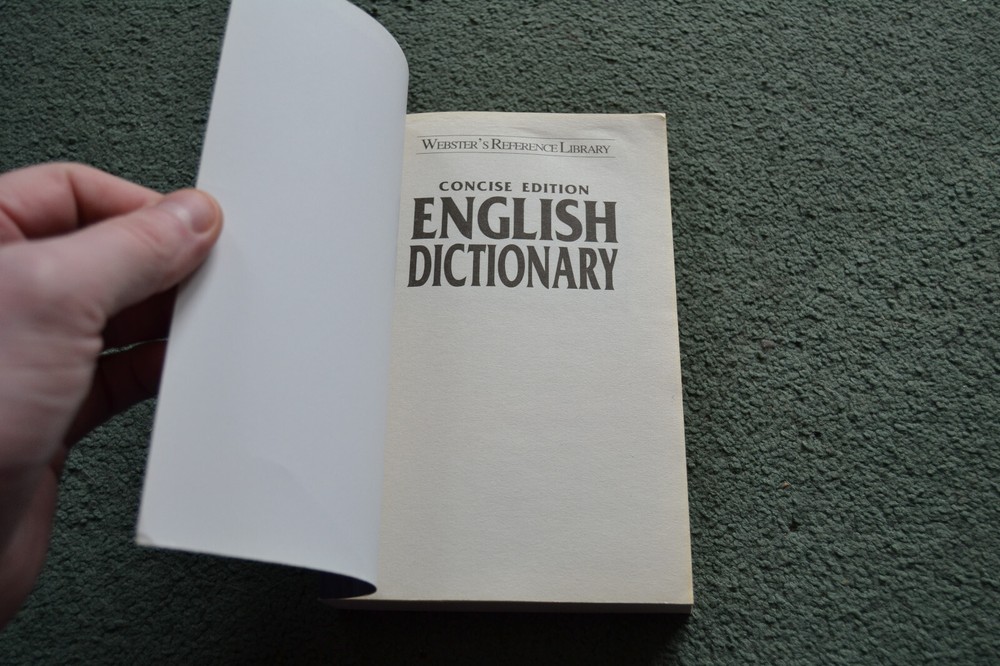 Webster's Reference Library
CONCISE EDITION
ENGLISH
DICTIONARY